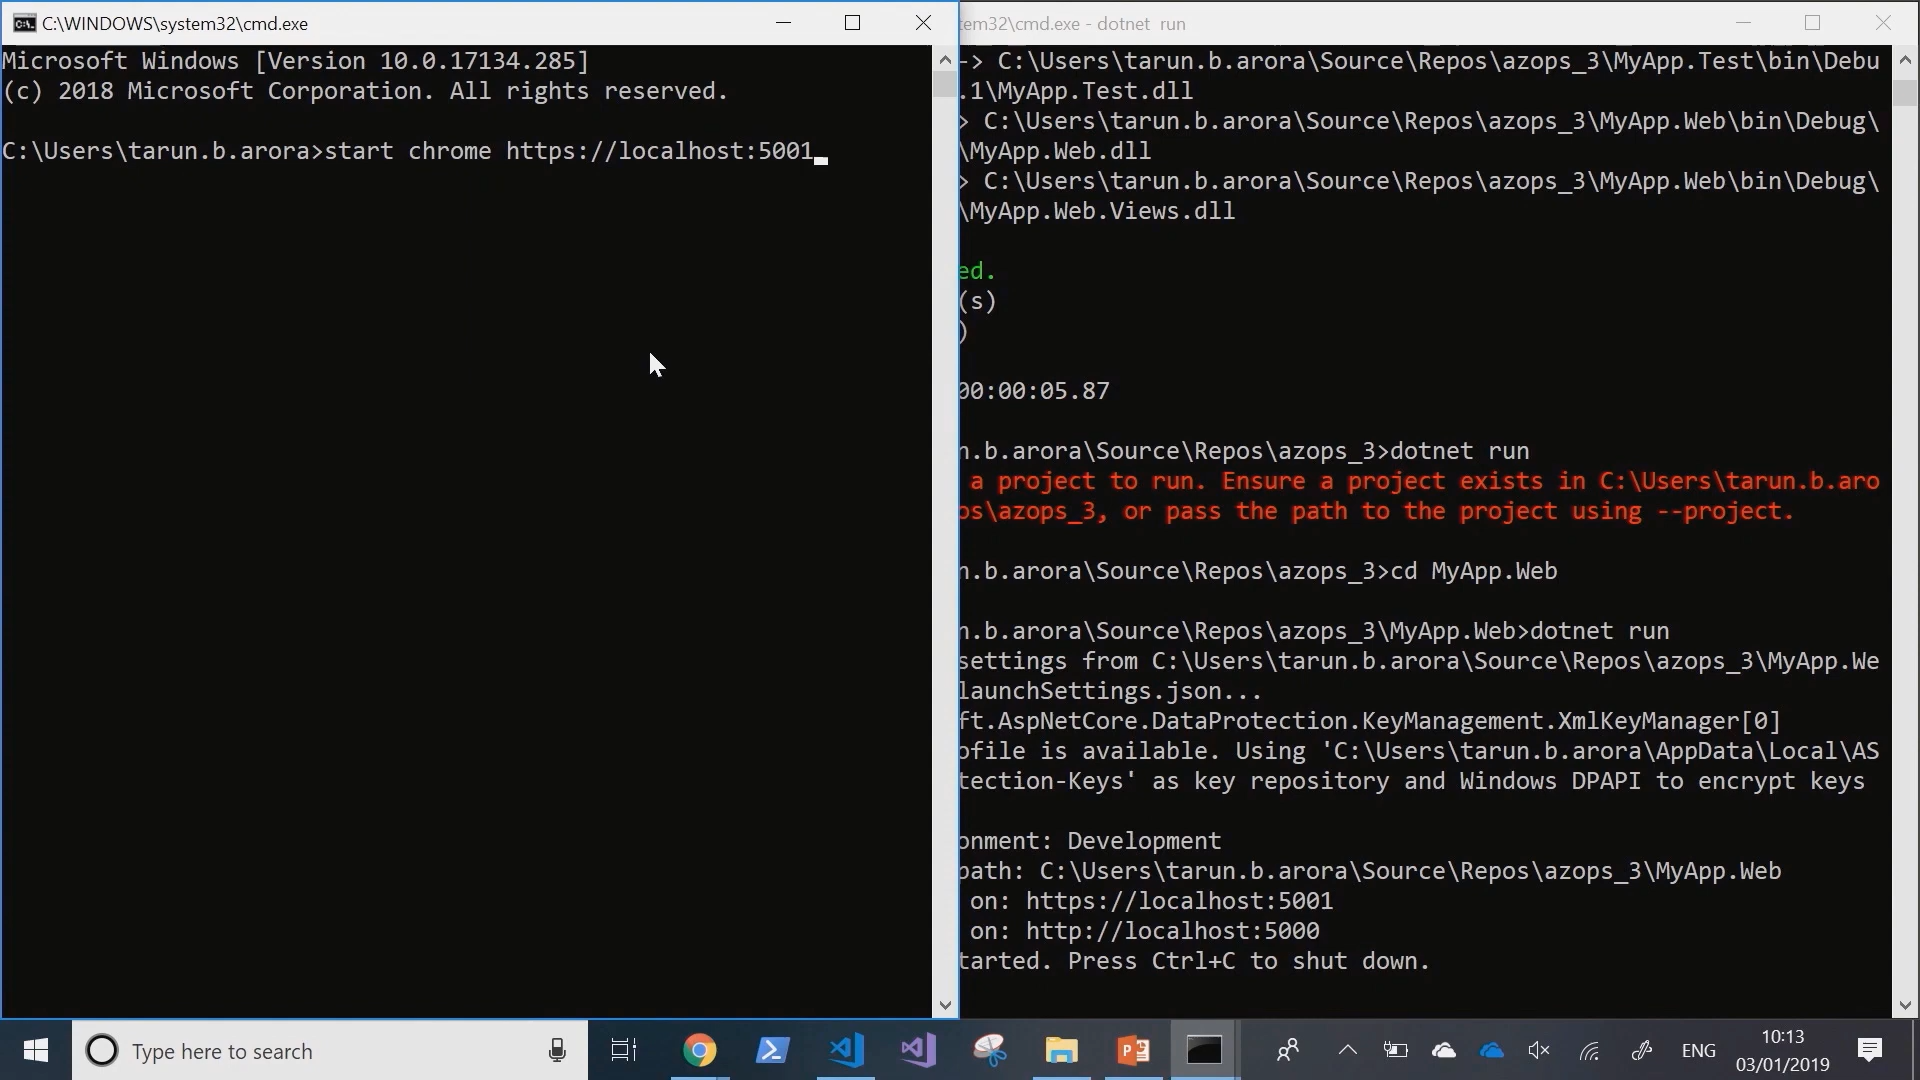 C:\WINDOWS\system32\cmd.exe
Microsoft Windows [Version 10.0.17134.285]
(c) 2018 Microsoft Corporation. All rights reserved.
C:\Users\tarun.b.arora>start chrome https://localhost:5001
tem32\cmd.exe - dotnet run
-> C:\Users\tarun.b.arora\Source\Repos\azops_3\MyApp.Test\bin\Debu
.1\MyApp.Test.dll
> C:\Users\tarun.b.arora\Source\Repos\azops_3\MyApp.Web\bin\Debug\
\MyApp.Web.dll
> C:\Users\tarun.b.arora\Source\Repos\azops_3\MyApp.Web\bin\Debug\
\MyApp.Web.Views.dll
ed.
(s)
)
00:00:05.87
n.b.arora\Source\Repos\azops_3>dotnet run
a project to run. Ensure a project exists in C:\Users\tarun.b.aro
os\azops_3, or pass the path to the project using --project.
n.b.arora\Source\Repos\azops_3>cd MyApp.Web
n.b.arora\Source\Repos\azops_3\MyApp.Web>dotnet run
settings from C:\Users\tarun.b.arora\Source\Repos\azops_3\MyApp.We
launchSettings.json...
ft.AspNetCore.DataProtection.KeyManagement.XmlKeyManager[0]
ofile is available. Using 'C:\Users\tarun.b.arora\AppData\Local\AS
tection-Keys' as key repository and Windows DPAPI to encrypt keys
onment: Development
path: C:\Users\tarun.b.arora\Source\Repos\azops_3\MyApp.Web
on: https://localhost:5001
on: http://localhost:5000
tarted. Press Ctrl+C to shut down.
Type here to search
ENG
10:13
03/01/2019